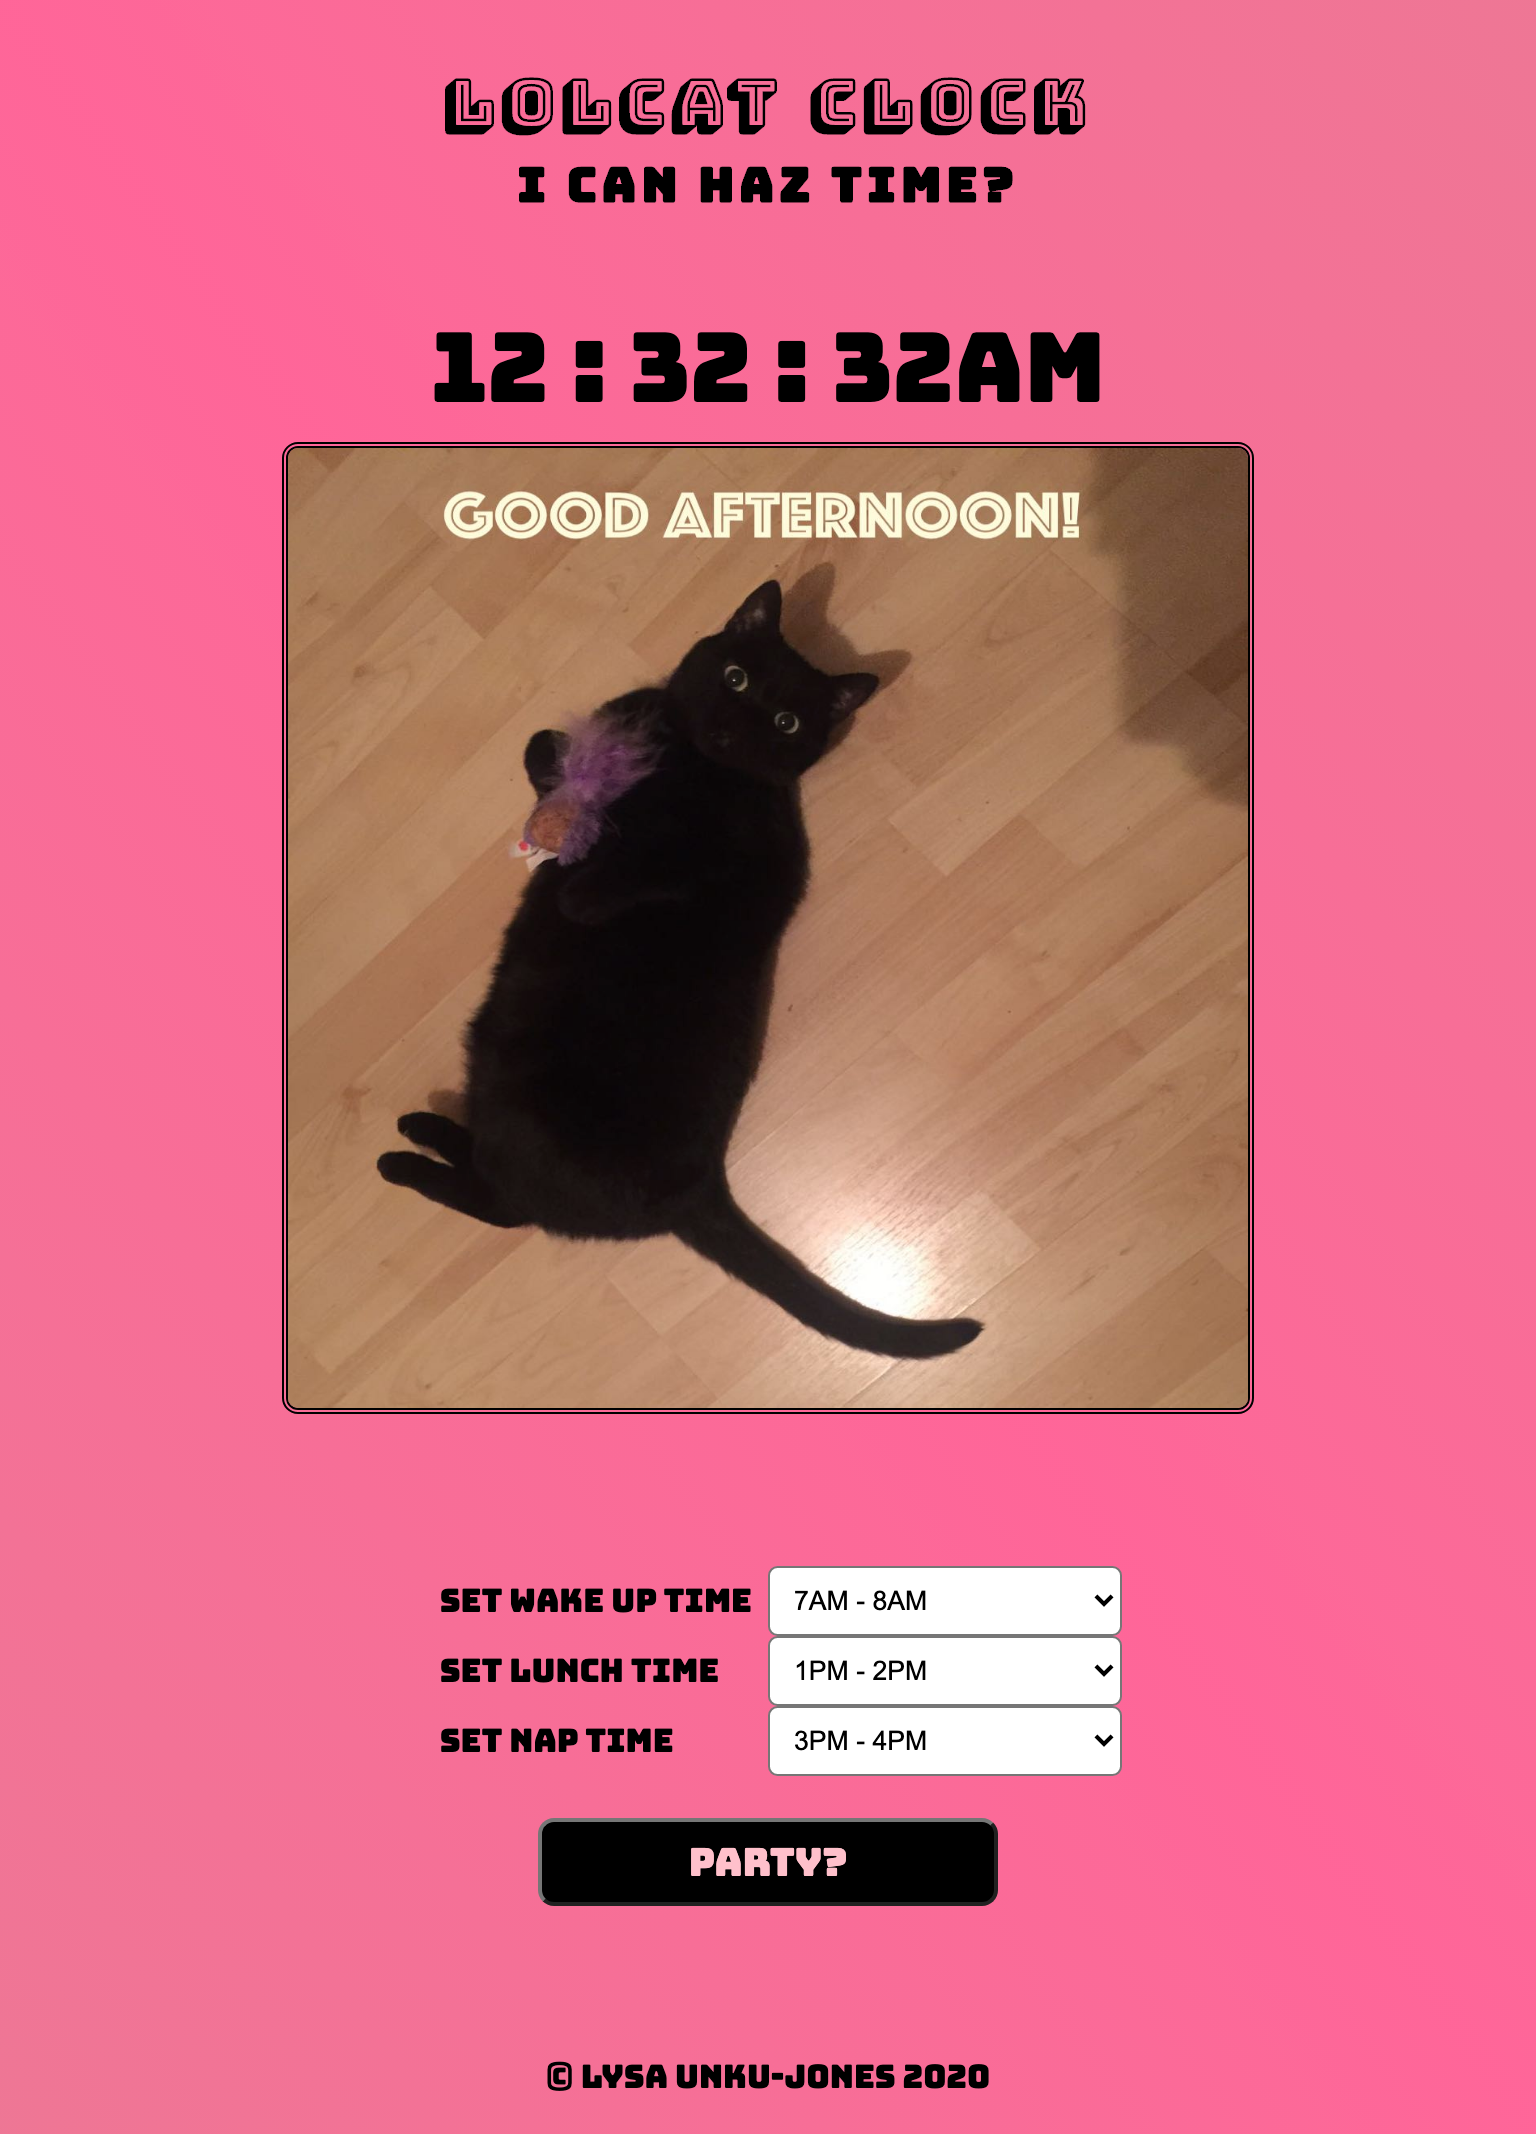 LOLCAT CLOCK
I CAN HAZ TIME?
12:32:32AM
GOOD AFTERNOON!
SET WAKE UP TIME 7AM - 8AM
SET LUNCH TIME 1PM - 2PM
SET NAP TIME 3PM - 4PM
PARTY?
© LYSA UNKU-JONES 2020